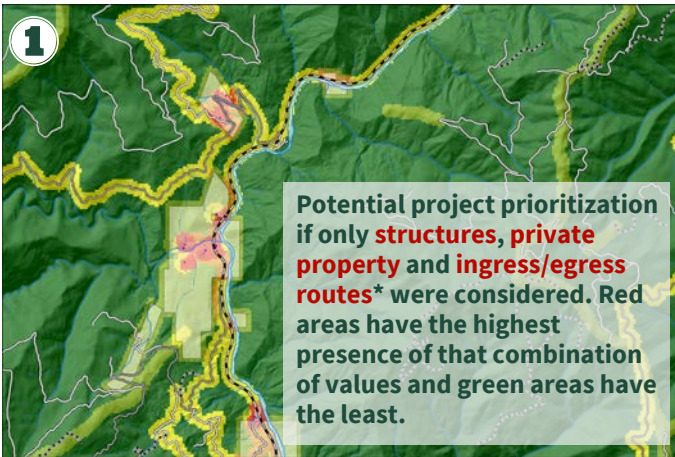 1
Potential project prioritization
if only structures, private
property and ingress/egress
routes* were considered. Red
areas have the highest
presence of that combination
of values and green areas have
the least.